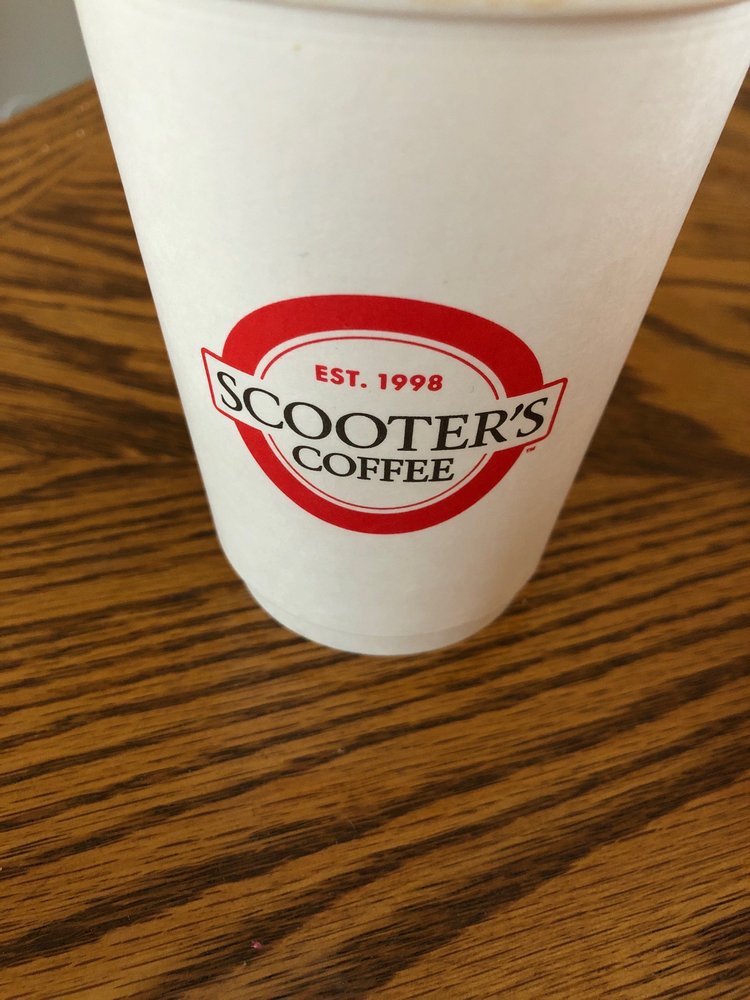 EST. 1998
SCOOTER'S
COFFEE
™